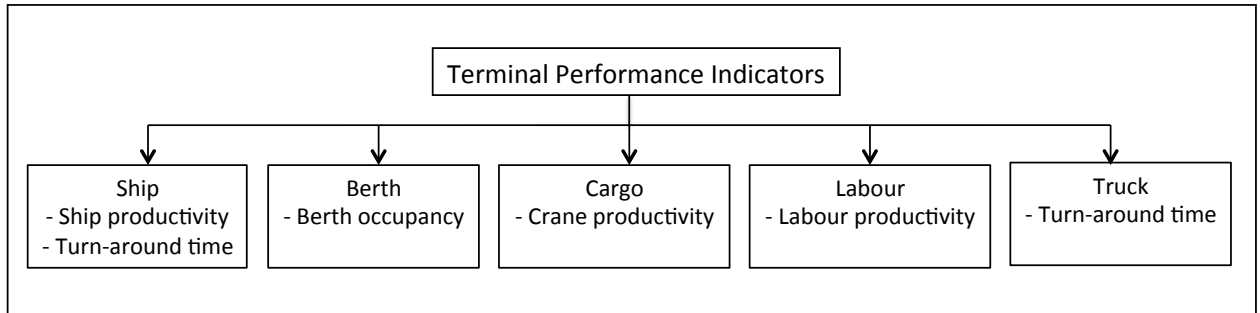 Terminal Performance Indicators
Ship
- Ship productivity
- Turn-around time
Berth
- Berth occupancy
Cargo
- Crane productivity
Labour
- Labour productivity
Truck
- Turn-around time